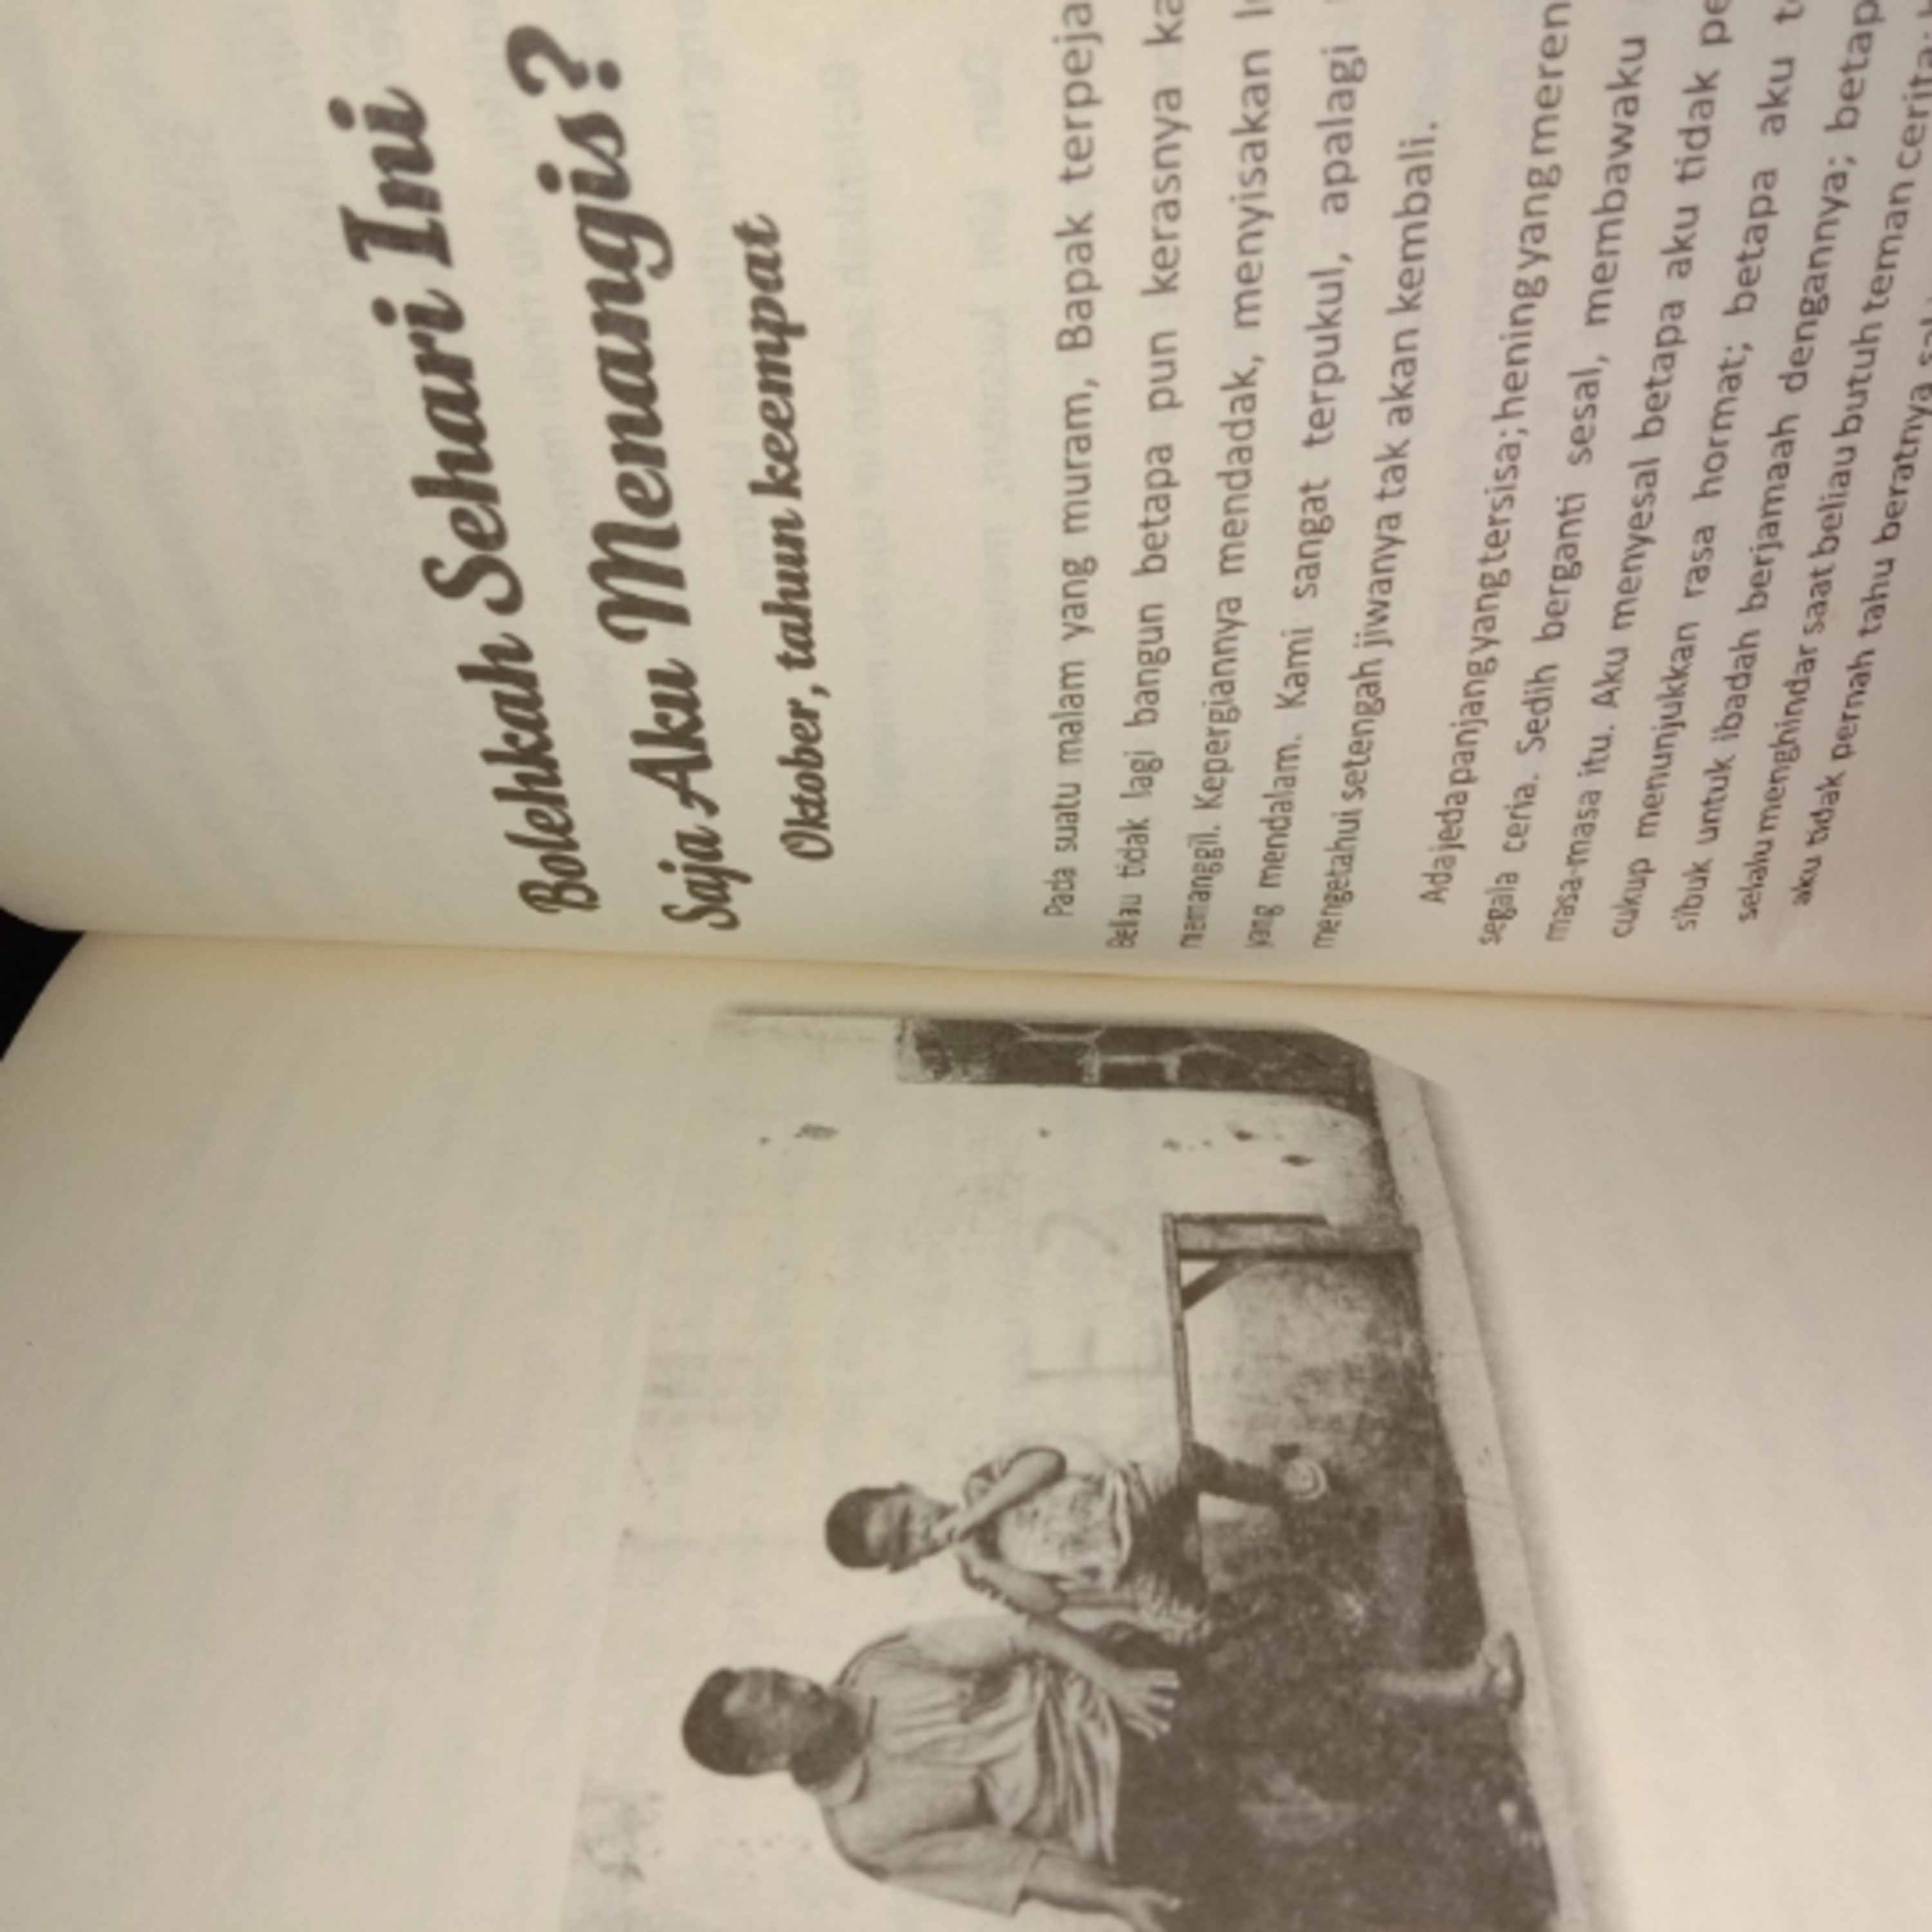 Bolehkah Sehari Ini
Saja Aku Menangis?
Oktober, tahun keempat
Pada suatu malam yang muram, Bapak terpeja
Beliau tidak lagi bangun betapa pun kerasnya ka
memanggil. Kepergiannya mendadak, menyisakan
yang mendalam. Kami sangat terpukul, apalagi
mengetahui setengah jiwanya tak akan kembali.
Ada jeda panjang yang tersisa; hening yang meren
segala ceria. Sedih berganti sesal, membawaku
masa-masa itu. Aku menyesal betapa aku tidak pe
cukup menunjukkan rasa hormat; betapa aku t
sibuk untuk ibadah berjamaah dengannya; betap
selalu menghindar saat beliau butuh teman cerita;
aku tidak pernah tahu beratnya